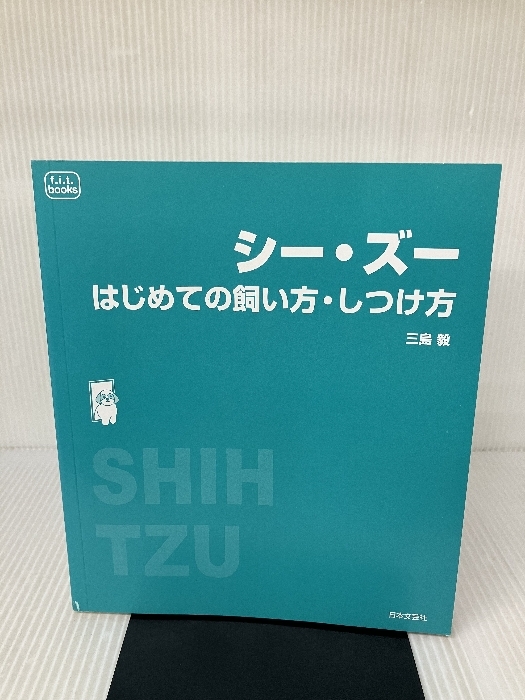 f.i.t.
books
シー・ズー
はじめての飼い方・しつけ方
三島 毅
SHIH
TZU
日本文芸社